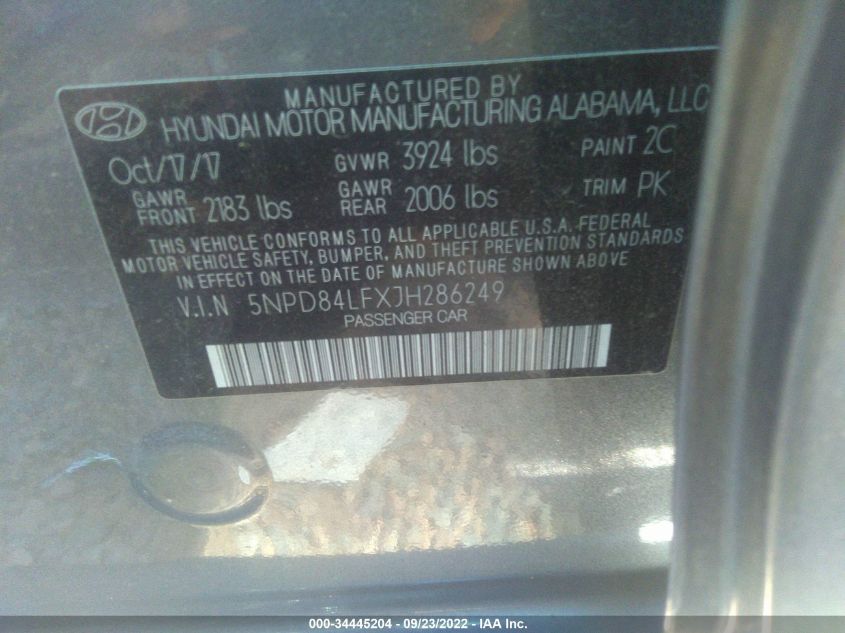 MANUFACTURED BY
HYUNDAI MOTOR MANUFACTURING ALABAMA, LLC
Oct/17/17 GVWR 3924 lbs PAINT 2C
GAWR FRONT 2183 lbs GAWR REAR 2006 lbs TRIM PK
THIS VEHICLE CONFORMS TO ALL APPLICABLE U.S.A. FEDERAL
MOTOR VEHICLE SAFETY, BUMPER, AND THEFT PREVENTION STANDARDS
IN EFFECT ON THE DATE OF MANUFACTURE SHOWN ABOVE
V.I.N 5NPD84LFXJH286249
PASSENGER CAR
000-34445204 - 09/23/2022 - IAA Inc.